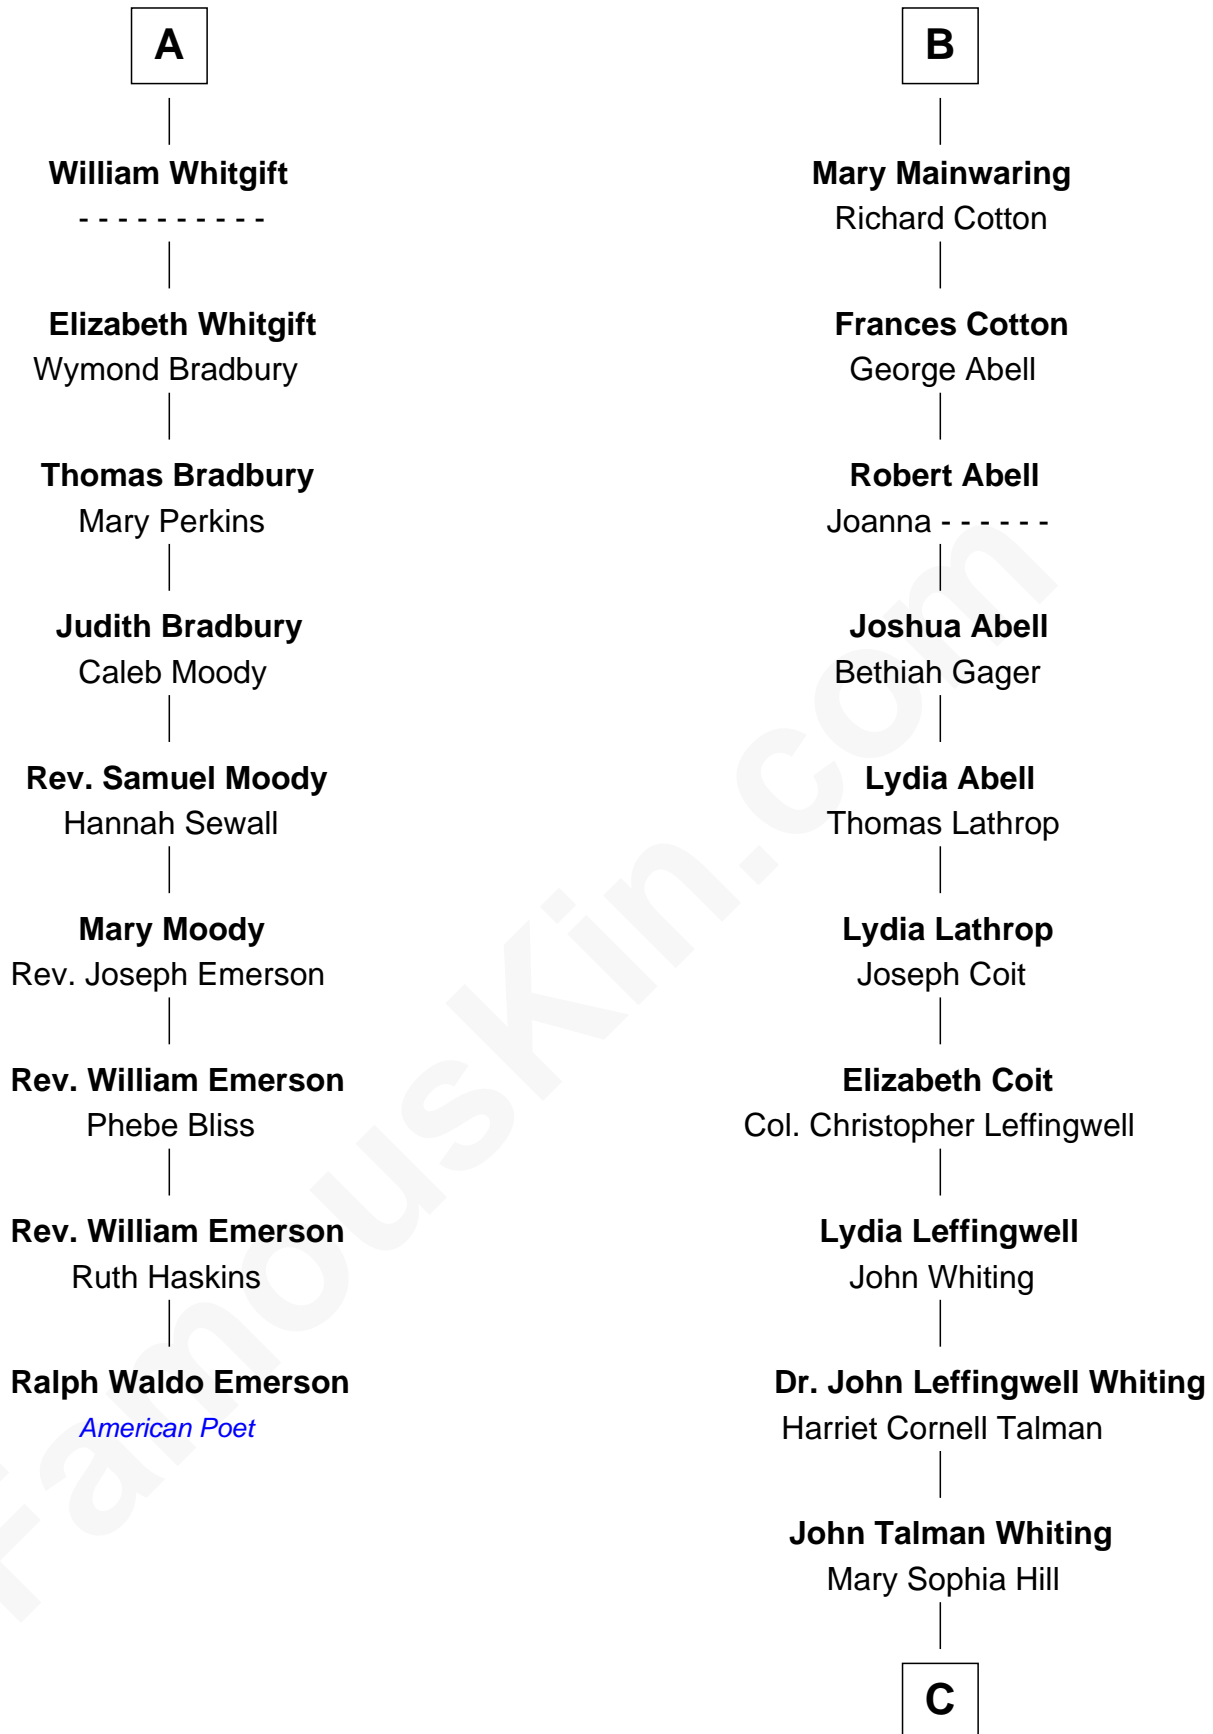 A
William Whitgift
- - - - - - - - - -
Elizabeth Whitgift
Wymond Bradbury
Thomas Bradbury
Mary Perkins
Judith Bradbury
Caleb Moody
Rev. Samuel Moody
Hannah Sewall
Mary Moody
Rev. Joseph Emerson
Rev. William Emerson
Phebe Bliss
Rev. William Emerson
Ruth Haskins
Ralph Waldo Emerson
American Poet
B
Mary Mainwaring
Richard Cotton
Frances Cotton
George Abell
Robert Abell
Joanna - - - - - -
Joshua Abell
Bethiah Gager
Lydia Abell
Thomas Lathrop
Lydia Lathrop
Joseph Coit
Elizabeth Coit
Col. Christopher Leffingwell
Lydia Leffingwell
John Whiting
Dr. John Leffingwell Whiting
Harriet Cornell Talman
John Talman Whiting
Mary Sophia Hill
C
FamousKin.com